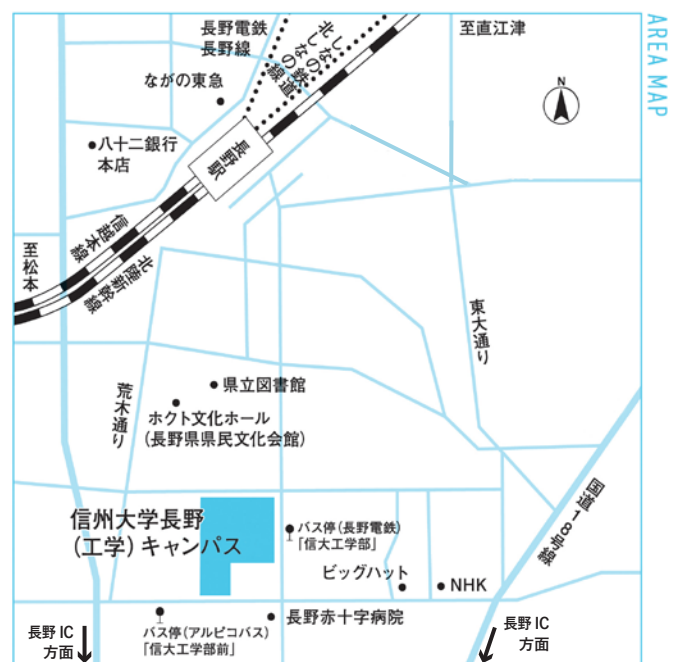 AREA MAP
長野電鉄
長野線
しなの鉄道
北しなの線
至直江津
ながの東急
N
八十二銀行
本店
長野駅
信越本線
北陸新幹線
至松本
東大通り
県立図書館
荒木通り
ホクト文化ホール
(長野県県民文化会館)
国道18号線
信州大学長野
(工学)キャンパス
バス停(長野電鉄)
「信大工学部」
ビッグハット
NHK
長野赤十字病院
バス停(アルピコバス)
「信大工学部前」
長野IC
方面
長野IC
方面